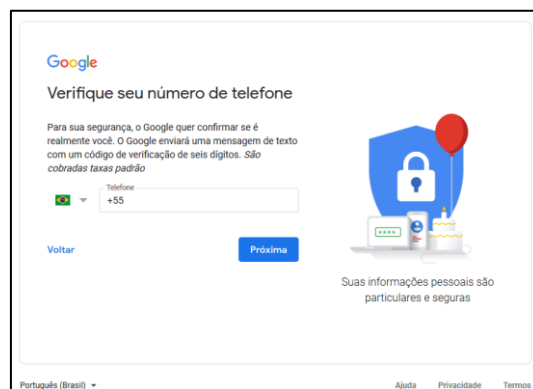 Google
Verifique seu número de telefone
Para sua segurança, o Google quer confirmar se é
realmente você. O Google enviará uma mensagem de texto
com um código de verificação de seis dígitos. São
cobradas taxas padrão
Telefone
+55
Voltar
Próxima
Suas informações pessoais são
particulares e seguras
Português (Brasil)
Ajuda Privacidade Termos